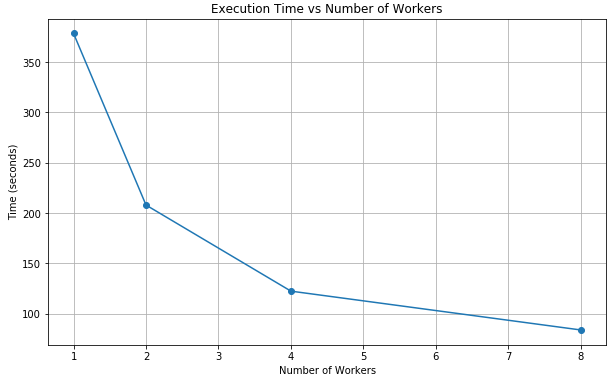 Execution Time vs Number of Workers
350
300
250
200
150
100
Time (seconds)
1 2 3 4 5 6 7 8
Number of Workers